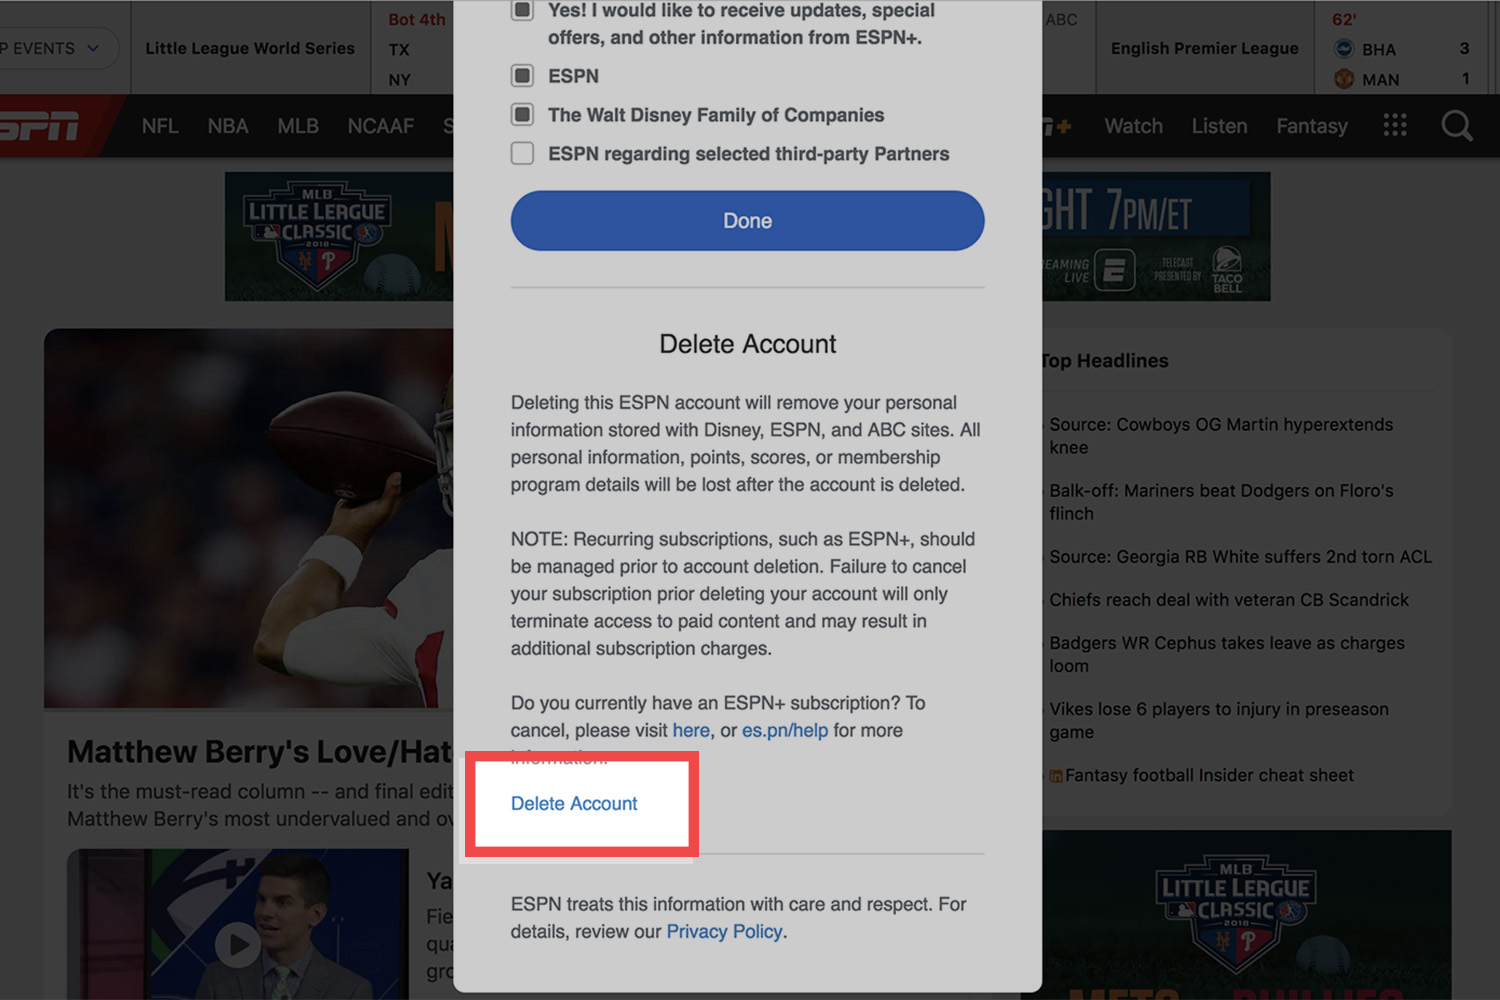 P EVENTS
Little League World Series
Bot 4th
TX
NY
ABC
English Premier League
62'
BHA 3
MAN 1
NFL NBA MLB NCAAF S
+ Watch Listen Fantasy
MLB
LITTLE LEAGUE
CLASSIC
2018
GHT 7PM/ET
STREAMING
LIVE
TELECAST
PRESENTED BY
TACO
BELL
Yes! I would like to receive updates, special
offers, and other information from ESPN+.
ESPN
The Walt Disney Family of Companies
ESPN regarding selected third-party Partners
Done
Delete Account
Deleting this ESPN account will remove your personal
information stored with Disney, ESPN, and ABC sites. All
personal information, points, scores, or membership
program details will be lost after the account is deleted.
NOTE: Recurring subscriptions, such as ESPN+, should
be managed prior to account deletion. Failure to cancel
your subscription prior deleting your account will only
terminate access to paid content and may result in
additional subscription charges.
Do you currently have an ESPN+ subscription? To
cancel, please visit here, or es.pn/help for more
information.
Delete Account
ESPN treats this information with care and respect. For
details, review our Privacy Policy.
Matthew Berry's Love/Hat
It's the must-read column -- and final edit
Matthew Berry's most undervalued and ov
Ya
Fie
qua
gro
Top Headlines
Source: Cowboys OG Martin hyperextends
knee
Balk-off: Mariners beat Dodgers on Floro's
flinch
Source: Georgia RB White suffers 2nd torn ACL
Chiefs reach deal with veteran CB Scandrick
Badgers WR Cephus takes leave as charges
loom
Vikes lose 6 players to injury in preseason
game
in Fantasy football Insider cheat sheet
MLB
LITTLE LEAGUE
CLASSIC
2018
METS PHILLIES